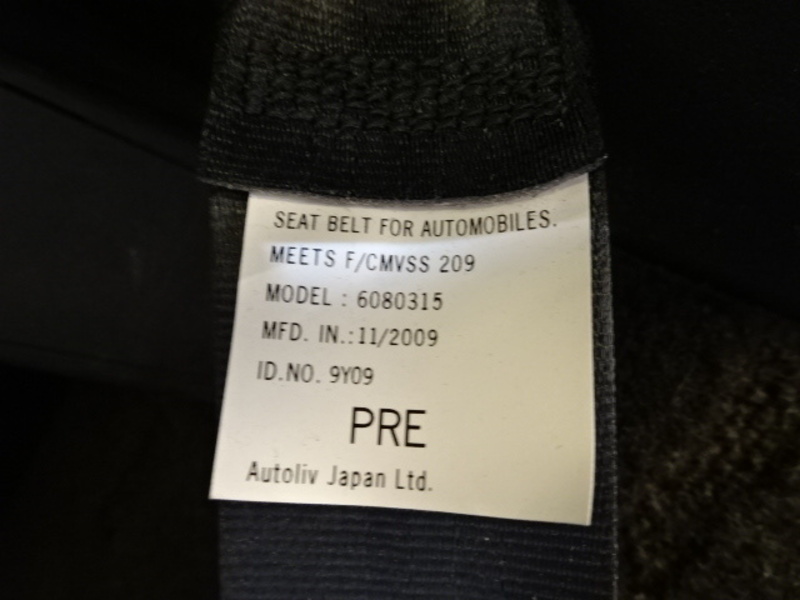 SEAT BELT FOR AUTOMOBILES.
MEETS F/CMVSS 209
MODEL : 6080315
MFD. IN.: 11/2009
ID.NO. 9Y09
PRE
Autoliv Japan Ltd.